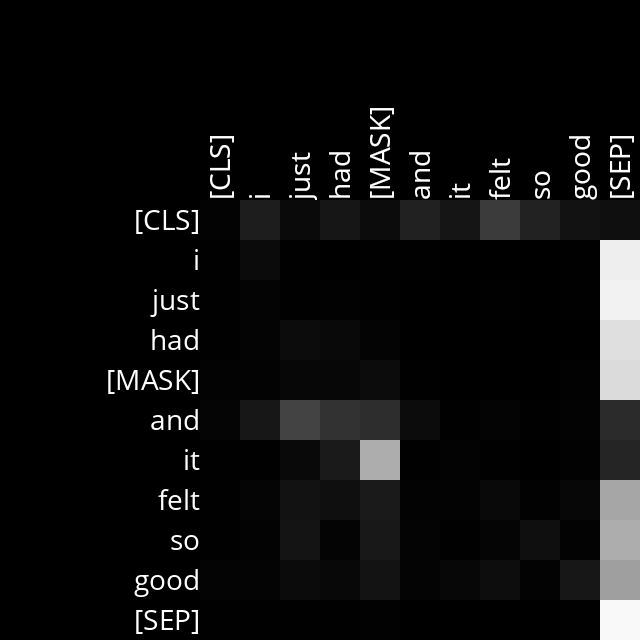 [CLS] i just had [MASK] and it felt so good [SEP]
[CLS]
i
just
had
[MASK]
and
it
felt
so
good
[SEP]